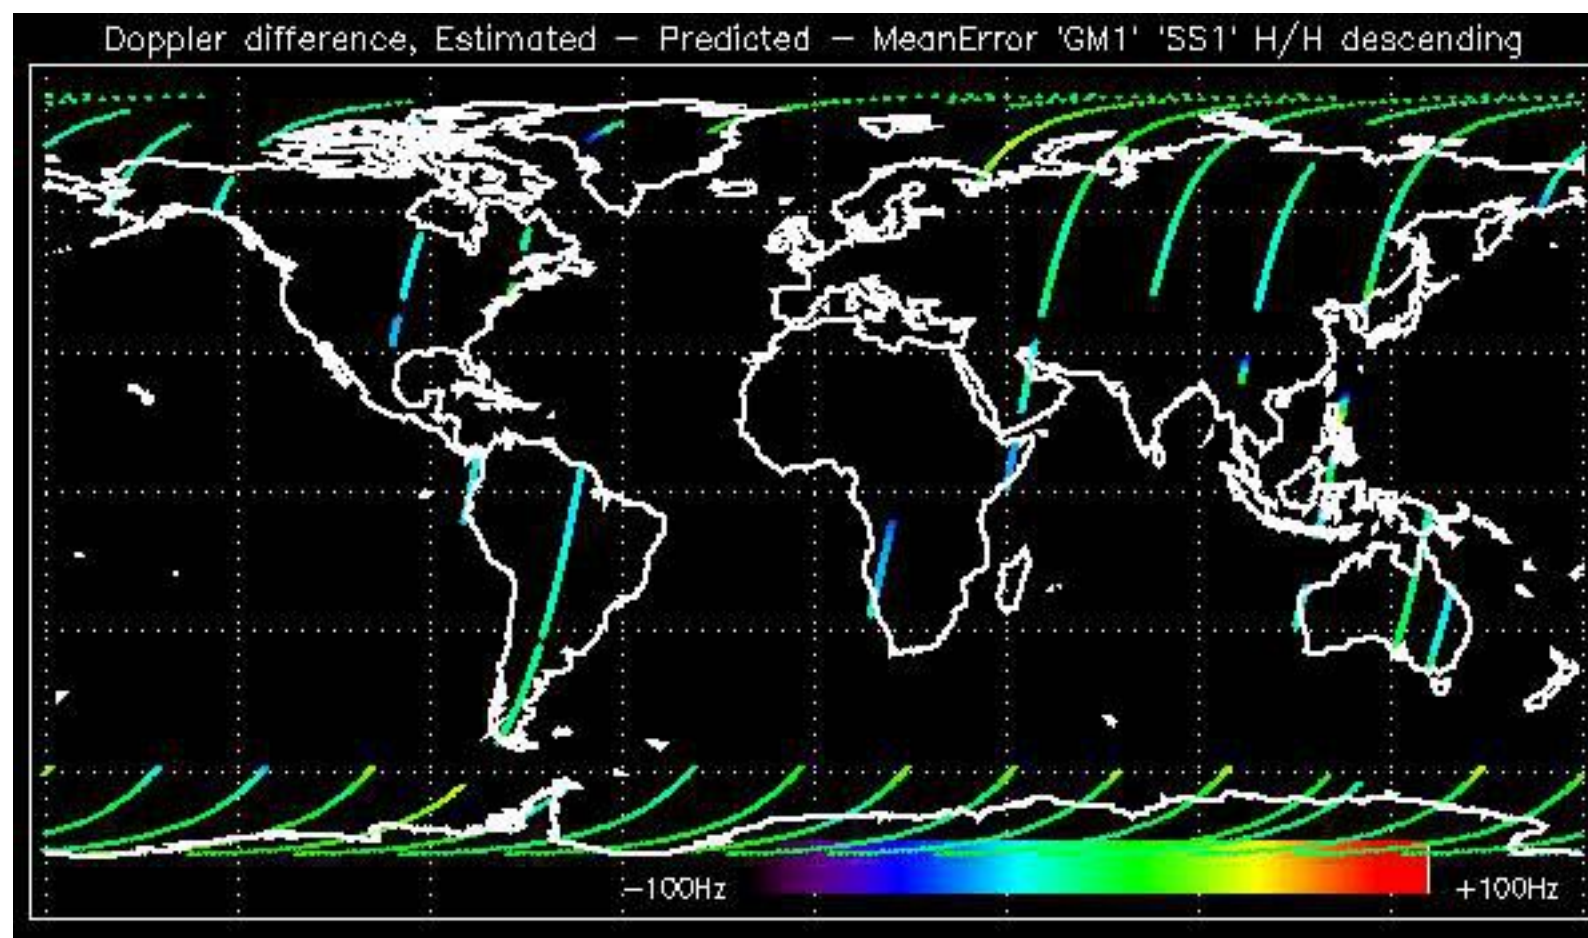 Doppler difference, Estimated – Predicted – MeanError 'GM1' 'SS1' H/H descending
–100Hz +100Hz